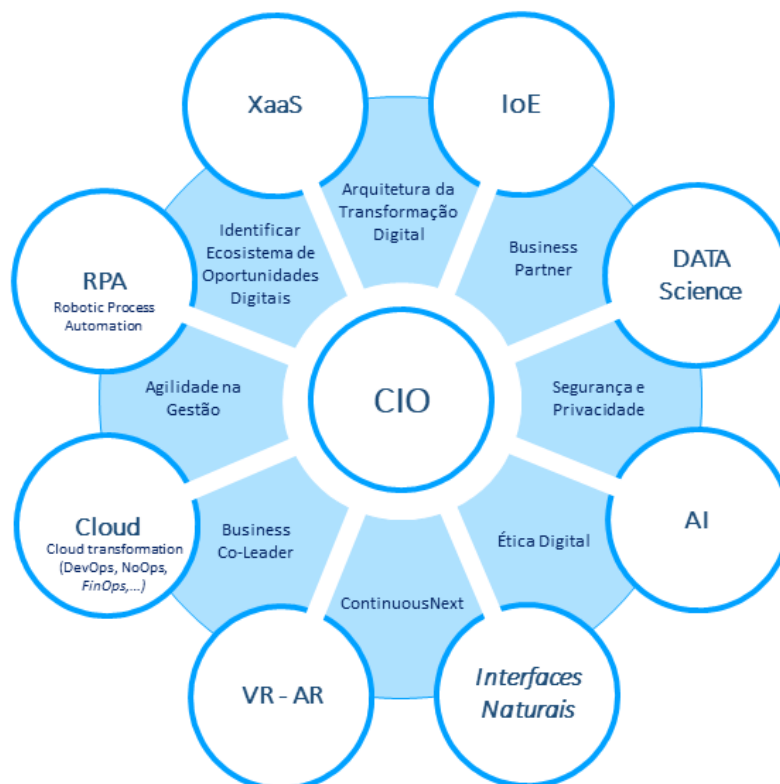 XaaS
IoE
Arquitetura da
Transformação
Digital
Identificar
Ecosistema de
Oportunidades
Digitais
Business
Partner
RPA
Robotic Process
Automation
DATA
Science
Agilidade na
Gestão
CIO
Segurança e
Privacidade
Cloud
Cloud transformation
(DevOps, NoOps,
FinOps,...)
Business
Co-Leader
Ética Digital
AI
ContinuousNext
VR - AR
Interfaces
Naturais